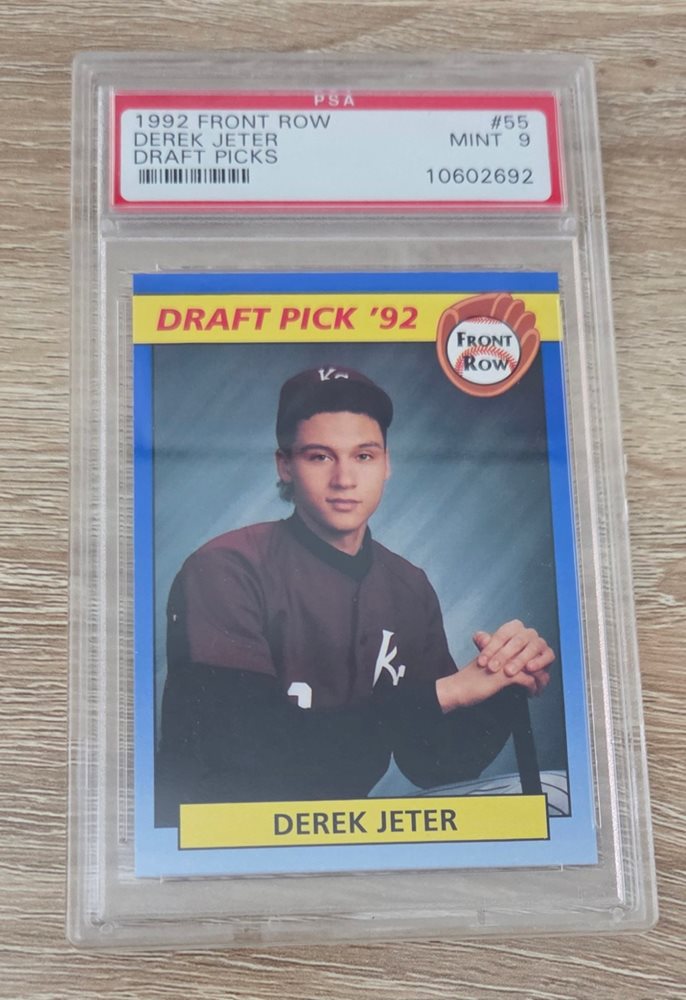 PSA
1992 FRONT ROW #55
DEREK JETER MINT 9
DRAFT PICKS
10602692
DRAFT PICK '92
FRONT
ROW
K
k
DEREK JETER